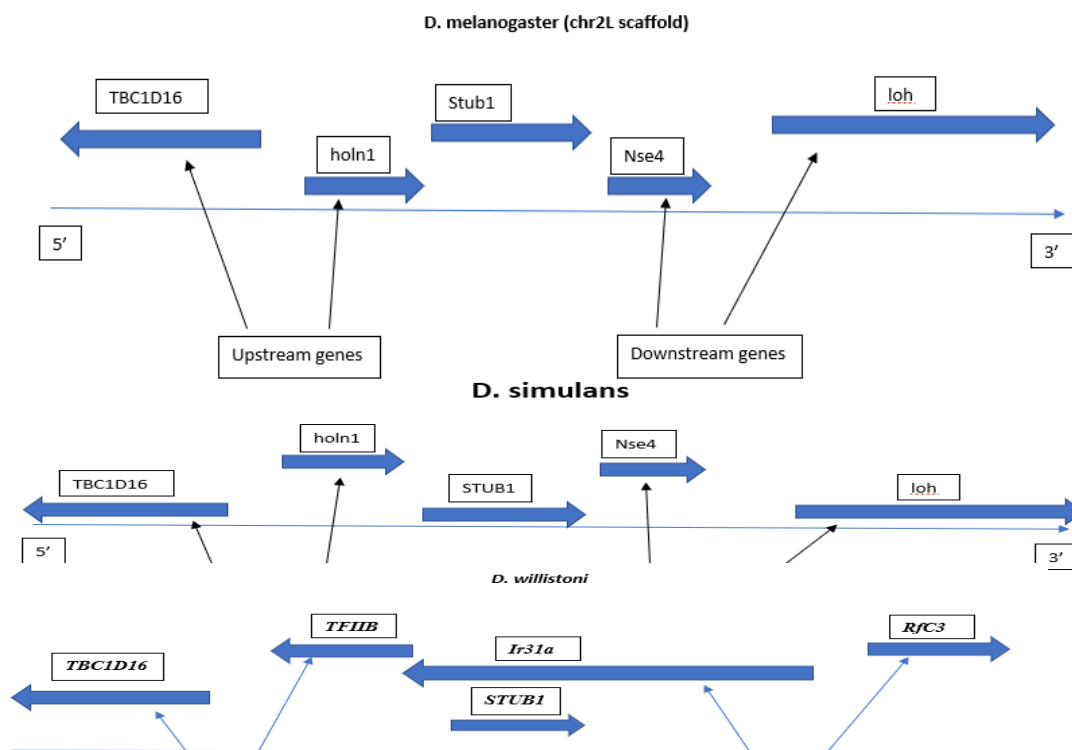 D. melanogaster (chr2L scaffold)
TBC1D16
Stub1
loh
holn1
Nse4
5’
3’
Upstream genes
Downstream genes
D. simulans
holn1
Nse4
TBC1D16
STUB1
loh
5’
3’
D. willistoni
TFIIB
RfC3
Ir31a
TBC1D16
STUB1